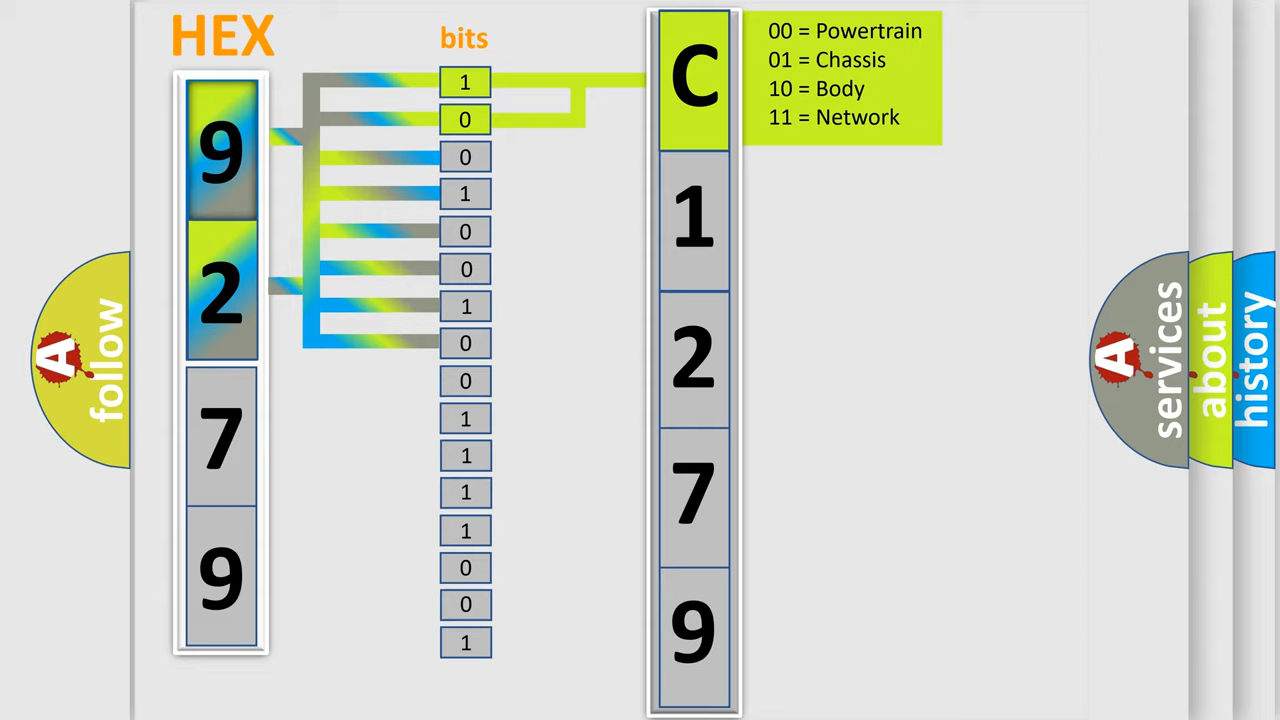 HEX
bits
9
2
7
9
1
0
0
1
0
0
1
0
0
1
1
1
1
0
0
1
C
1
2
7
9
00 = Powertrain
01 = Chassis
10 = Body
11 = Network
A
follow
A
services
about
history